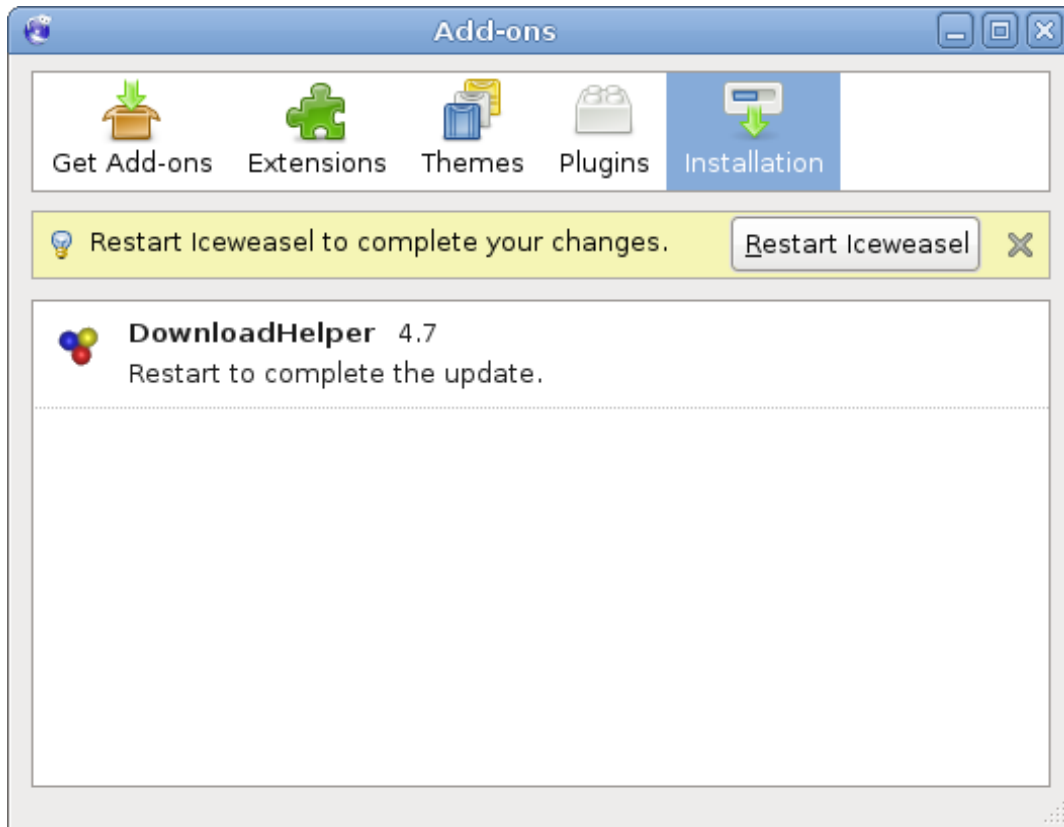 Add-ons
Get Add-ons Extensions Themes Plugins Installation
Restart Iceweasel to complete your changes. Restart Iceweasel
DownloadHelper 4.7
Restart to complete the update.